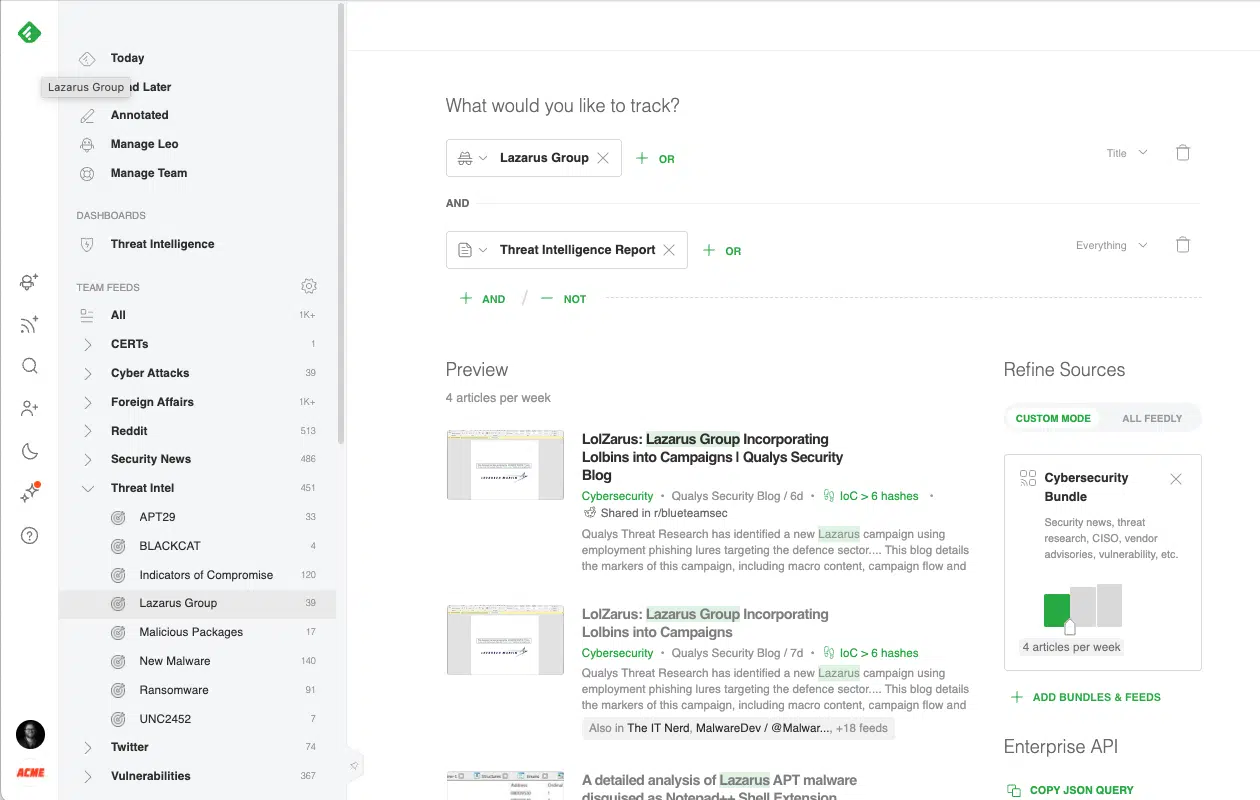 Today
Lazarus Group
d Later
Annotated
Manage Leo
Manage Team
DASHBOARDS
Threat Intelligence
TEAM FEEDS
All 1K+
CERTs 1
Cyber Attacks 39
Foreign Affairs 1K+
Reddit 513
Security News 486
Threat Intel 451
APT29 33
BLACKCAT 4
Indicators of Compromise 120
Lazarus Group 39
Malicious Packages 17
New Malware 140
Ransomware 91
UNC2452 7
Twitter 74
Vulnerabilities 367
ACME
What would you like to track?
Lazarus Group + OR Title
AND
Threat Intelligence Report + OR Everything
+ AND / − NOT
Preview
4 articles per week
LolZarus: Lazarus Group Incorporating
Lolbins into Campaigns | Qualys Security
Blog
Cybersecurity • Qualys Security Blog / 6d • IoC > 6 hashes •
Shared in r/blueteamsec
Qualys Threat Research has identified a new Lazarus campaign using
employment phishing lures targeting the defence sector.... This blog details
the markers of this campaign, including macro content, campaign flow and
LolZarus: Lazarus Group Incorporating
Lolbins into Campaigns
Cybersecurity • Qualys Security Blog / 7d • IoC > 6 hashes
Qualys Threat Research has identified a new Lazarus campaign using
employment phishing lures targeting the defence sector.... This blog details
the markers of this campaign, including macro content, campaign flow and
Also in The IT Nerd, MalwareDev / @Malwar..., +18 feeds
A detailed analysis of Lazarus APT malware
disguised as Notepad++ Shell Extension
Refine Sources
CUSTOM MODE ALL FEEDLY
Cybersecurity
Bundle
Security news, threat
research, CISO, vendor
advisories, vulnerability, etc.
4 articles per week
+ ADD BUNDLES & FEEDS
Enterprise API
COPY JSON QUERY